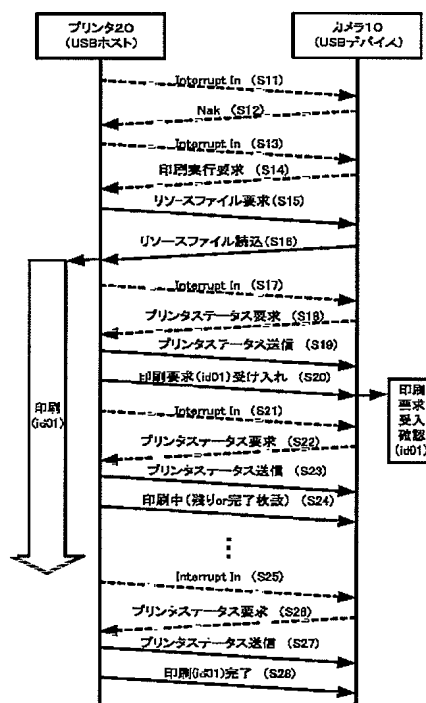 プリンタ20
(USBホスト)
カメラ10
(USBデバイス)
Interrupt In (S11)
Nak (S12)
Interrupt In (S13)
印刷実行要求 (S14)
リソースファイル要求(S15)
リソースファイル読込(S16)
Interrupt In (S17)
プリンタステータス要求 (S18)
プリンタステータス送信 (S19)
印刷要求(id01)受け入れ (S20)
印刷
要求
受入
確認
(id01)
印刷
(id01)
Interrupt In (S21)
プリンタステータス要求 (S22)
プリンタステータス送信 (S23)
印刷中(残りor完了枚数) (S24)
Interrupt In (S25)
プリンタステータス要求 (S26)
プリンタステータス送信 (S27)
印刷(id01)完了 (S28)